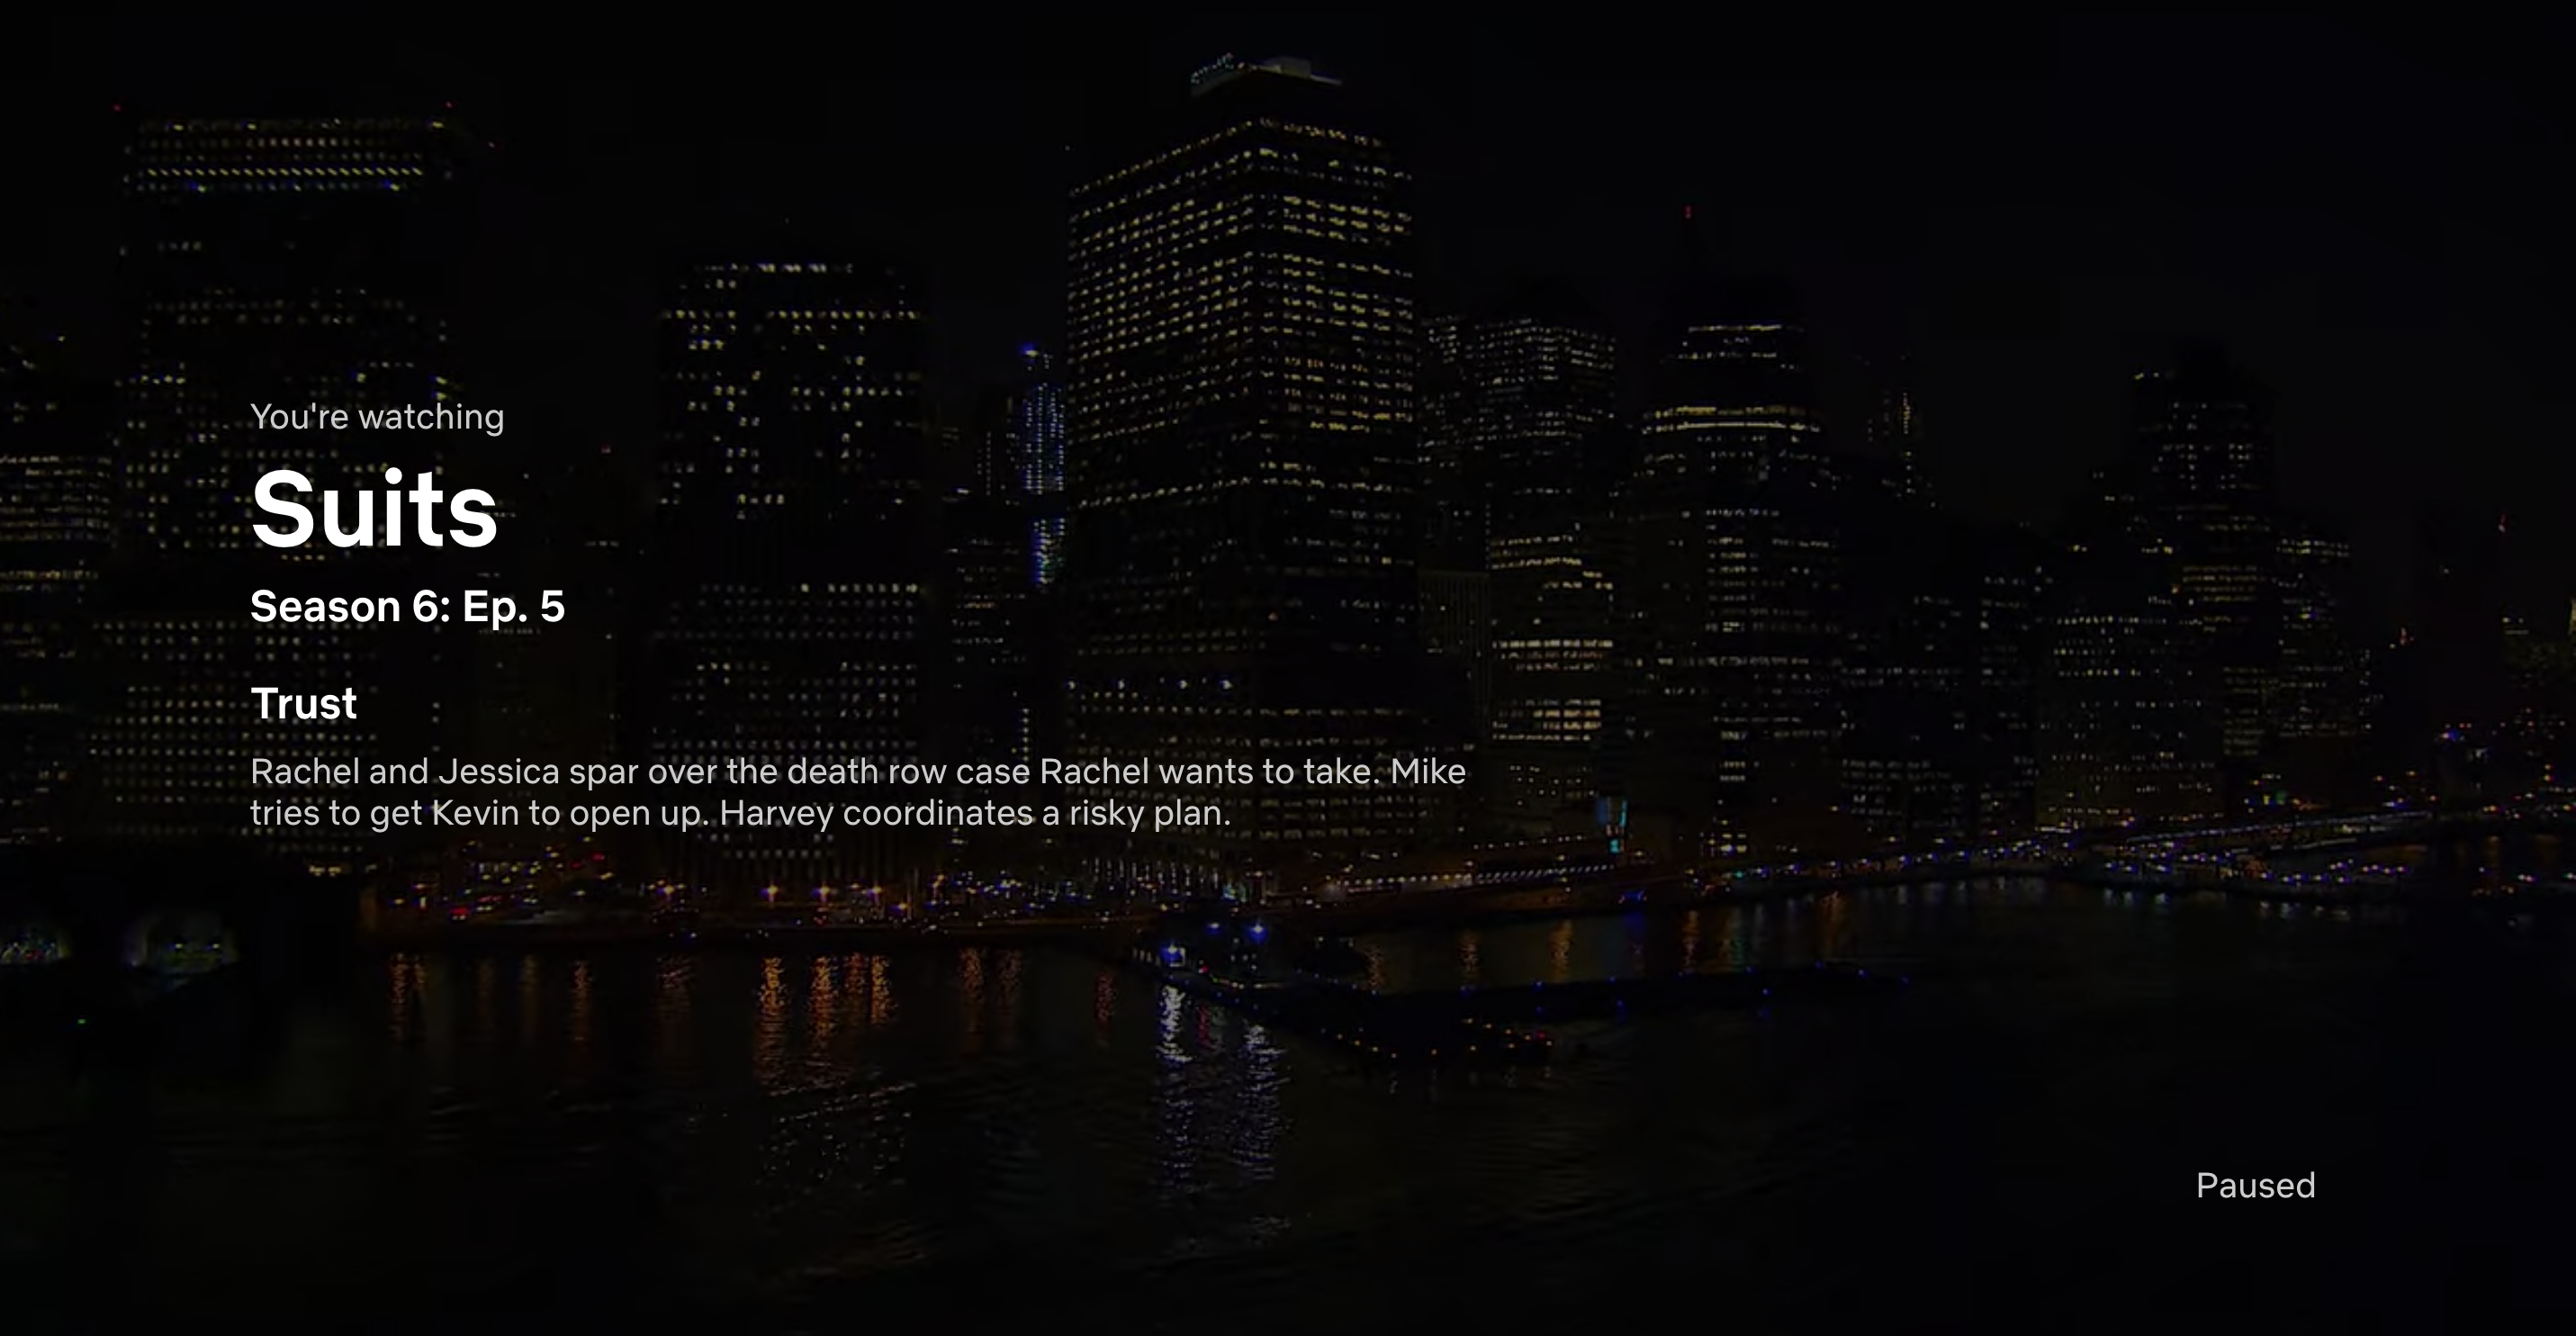 You're watching
Suits
Season 6: Ep. 5
Trust
Rachel and Jessica spar over the death row case Rachel wants to take. Mike
tries to get Kevin to open up. Harvey coordinates a risky plan.
Paused